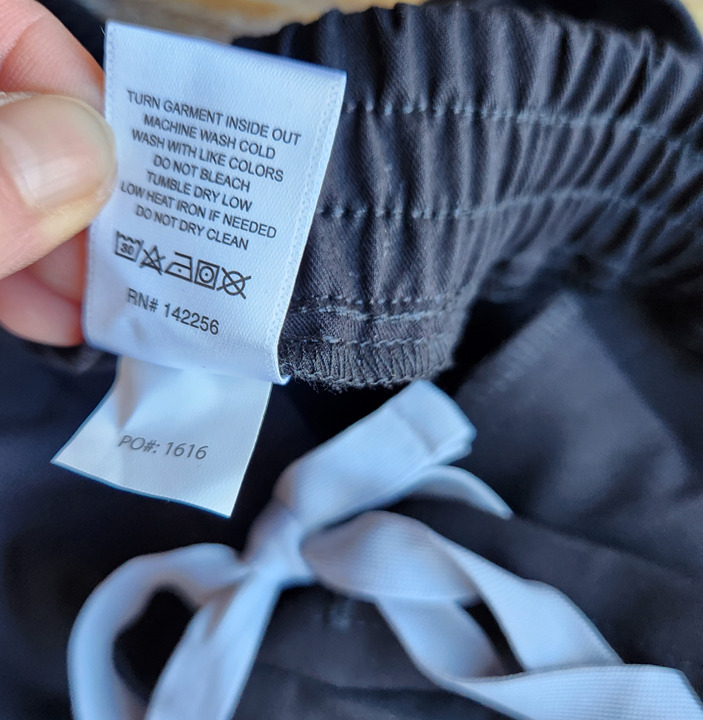 TURN GARMENT INSIDE OUT
MACHINE WASH COLD
WASH WITH LIKE COLORS
DO NOT BLEACH
TUMBLE DRY LOW
LOW HEAT IRON IF NEEDED
DO NOT DRY CLEAN
30
RN# 142256
PO#: 1616